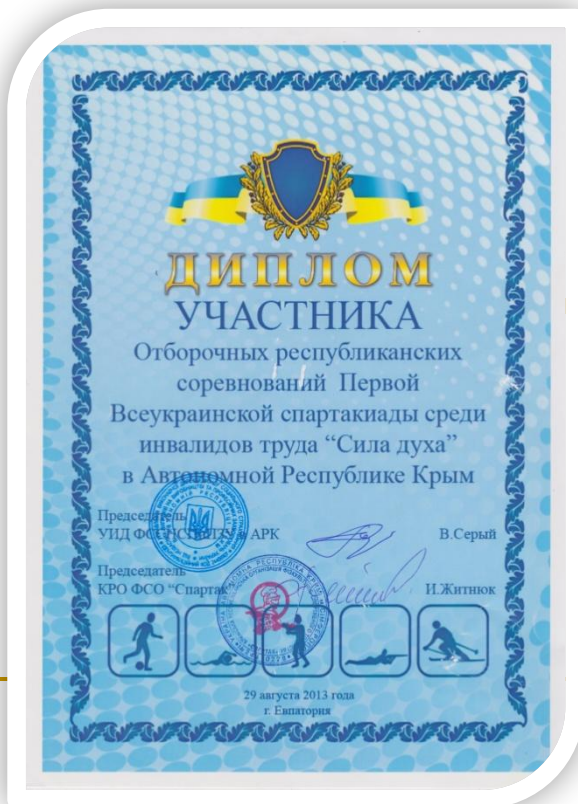 ДИПЛОМ
УЧАСТНИКА
Отборочных республиканских
соревнований Первой
Всеукраинской спартакиады среди
инвалидов труда “Сила духа”
в Автономной Республике Крым
Председатель
УИД в АРК
В.Серый
Председатель
КРО ФСО “Спартак
И.Житнюк
29 августа 2013 года
г. Евпатория